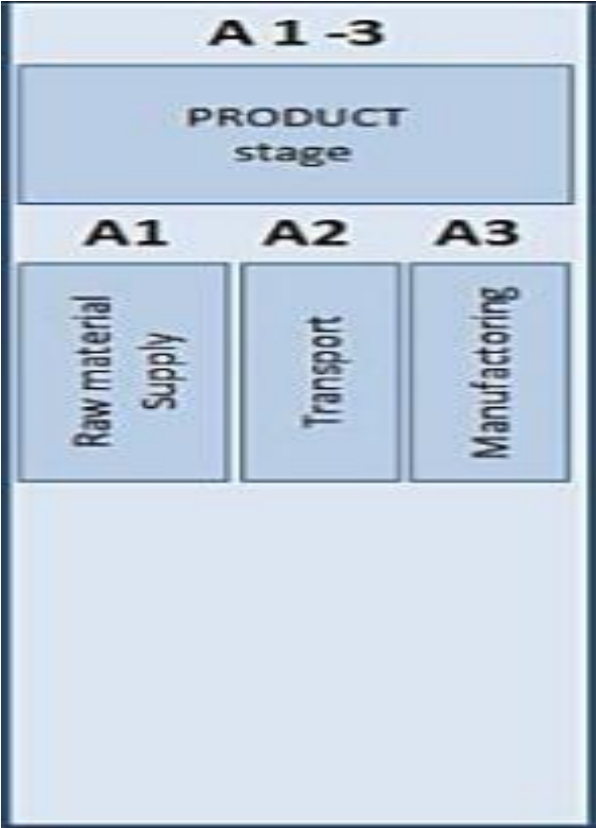 A 1 -3
PRODUCT
stage
A1 A2 A3
Raw material
Supply
Transport
Manufactoring